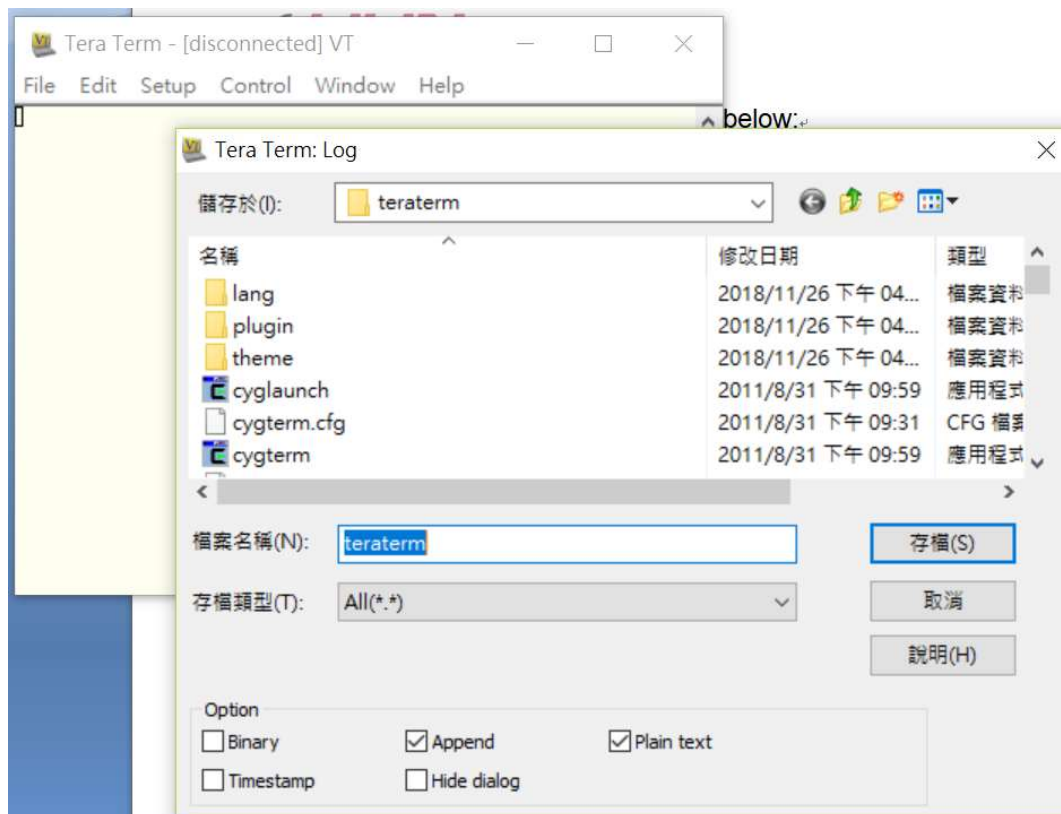 Tera Term - [disconnected] VT
File Edit Setup Control Window Help
below:
Tera Term: Log
儲存於(I): teraterm
名稱 修改日期 類型
lang 2018/11/26 下午 04... 檔案資料
plugin 2018/11/26 下午 04... 檔案資料
theme 2018/11/26 下午 04... 檔案資料
cyglaunch 2011/8/31 下午 09:59 應用程式
cygterm.cfg 2011/8/31 下午 09:31 CFG 檔案
cygterm 2011/8/31 下午 09:59 應用程式
檔案名稱(N): teraterm 存檔(S)
存檔類型(T): All(*.*) 取消
說明(H)
Option
Binary Append Plain text
Timestamp Hide dialog